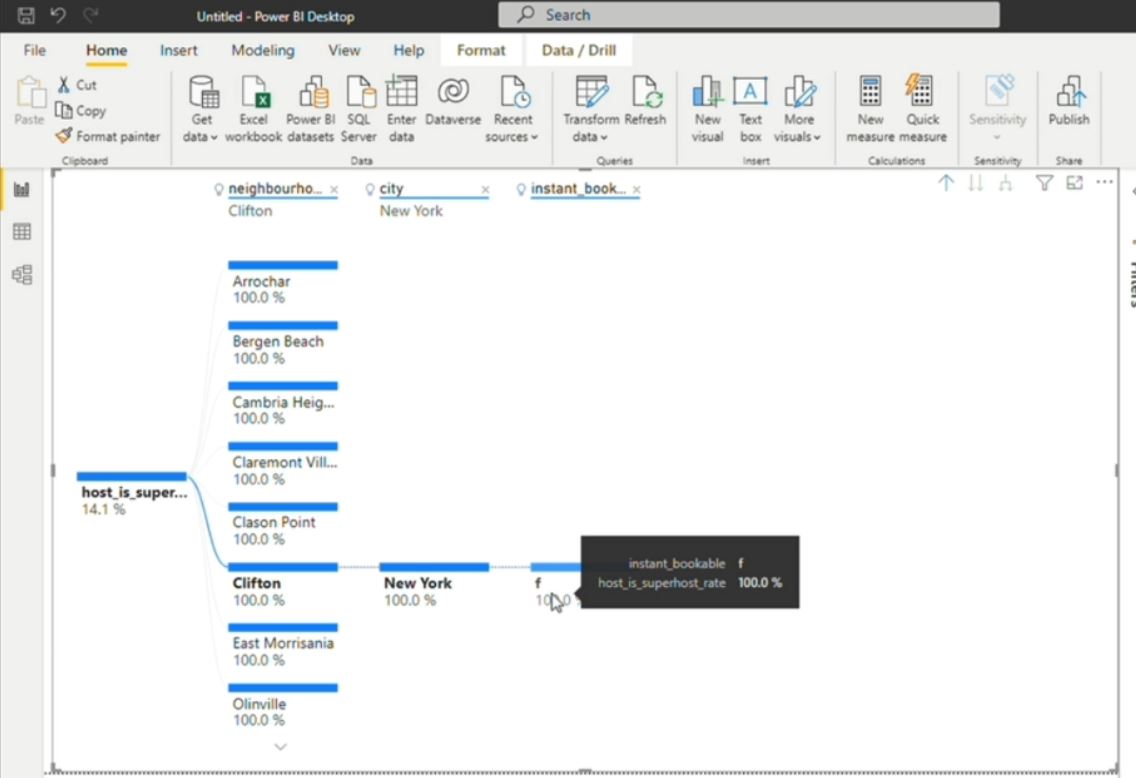 Untitled - Power BI Desktop
Search
File Home Insert Modeling View Help Format Data / Drill
Paste
Cut
Copy
Format painter
Get data
Excel workbook
Power BI datasets
SQL Server
Enter data
Dataverse
Recent sources
Transform data
Refresh
New visual
Text box
More visuals
New measure
Quick measure
Sensitivity
Publish
Clipboard Data Queries Insert Calculations Sensitivity Share
neighbourho... × city × instant_book... ×
Clifton New York
Arrochar
100.0 %
Bergen Beach
100.0 %
Cambria Heig...
100.0 %
Claremont Vill...
100.0 %
host_is_super...
14.1 %
Clason Point
100.0 %
Clifton New York f
100.0 % 100.0 %
instant_bookable f
host_is_superhost_rate 100.0 %
East Morrisania
100.0 %
Olinville
100.0 %
Filters